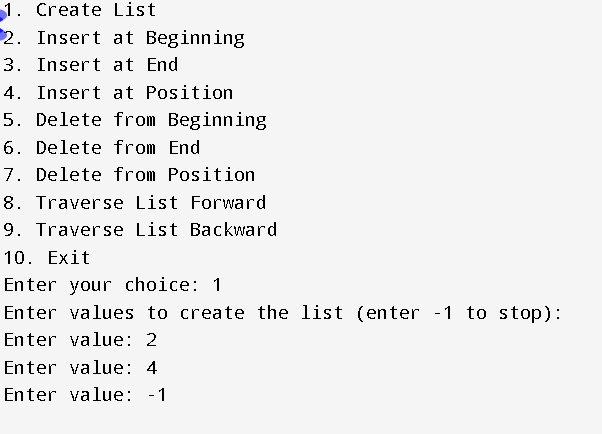 1. Create List
2. Insert at Beginning
3. Insert at End
4. Insert at Position
5. Delete from Beginning
6. Delete from End
7. Delete from Position
8. Traverse List Forward
9. Traverse List Backward
10. Exit
Enter your choice: 1
Enter values to create the list (enter -1 to stop):
Enter value: 2
Enter value: 4
Enter value: -1